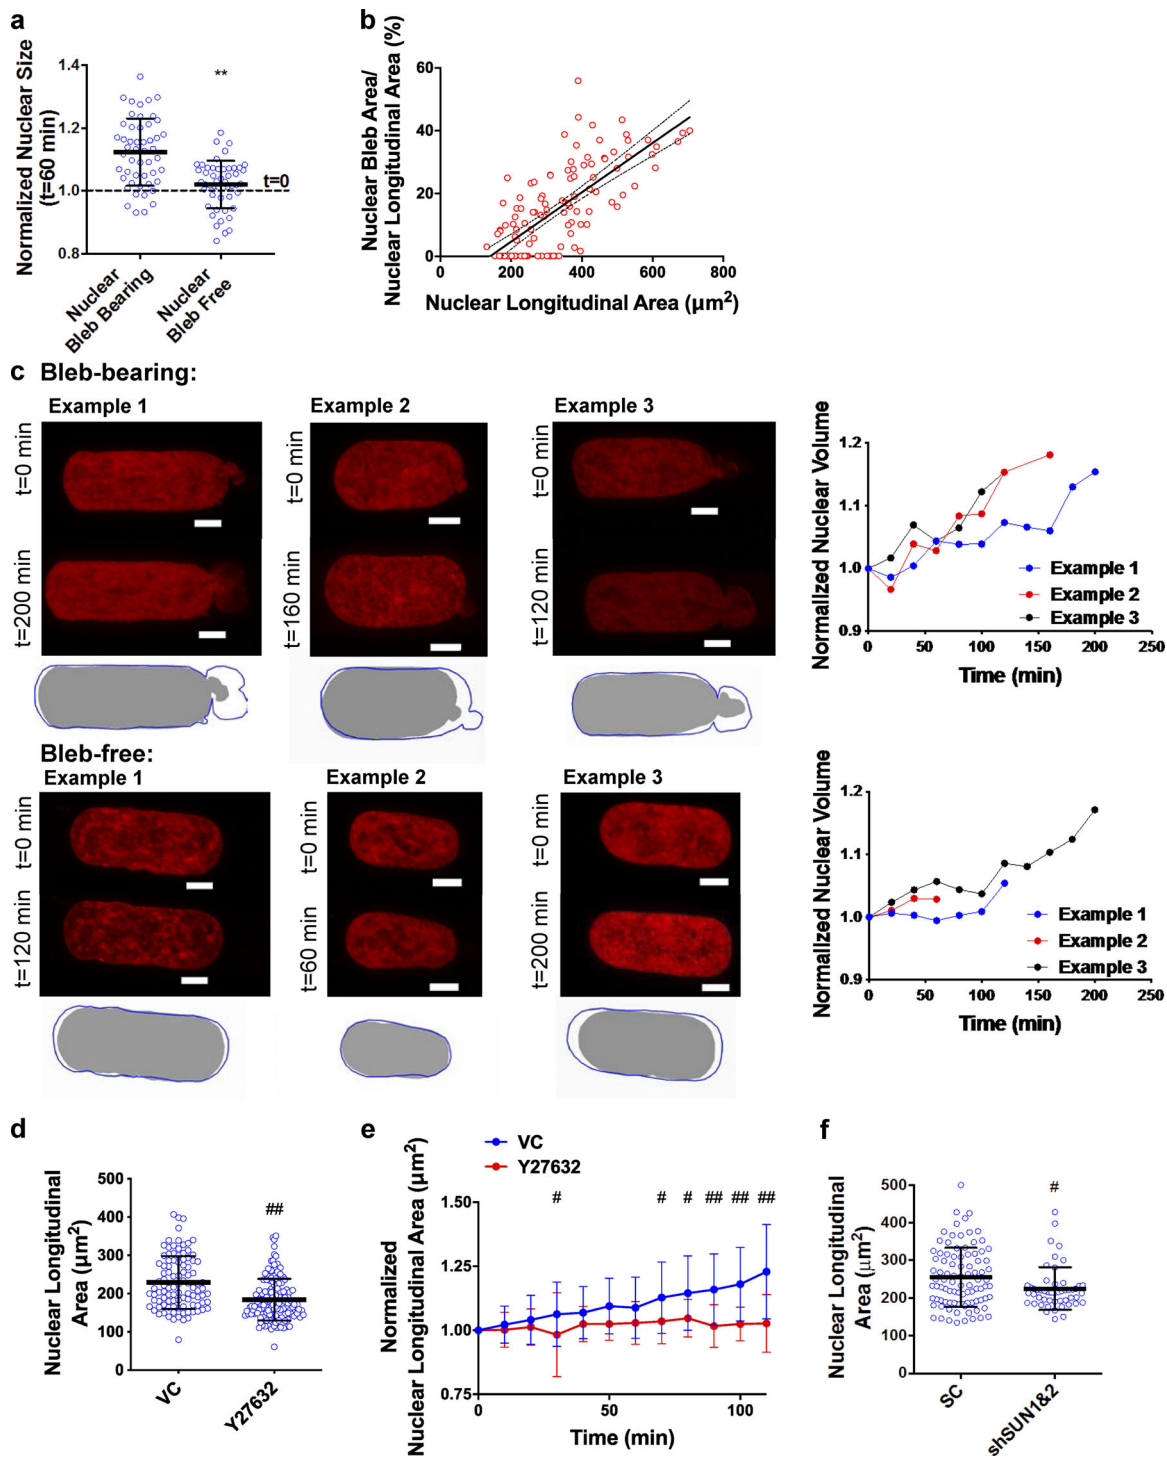 a
Normalized Nuclear Size
(t=60 min)
1.4
1.2
1.0
0.8
**
t=0
Nuclear
Bleb Bearing
Nuclear
Bleb Free
b
Nuclear Bleb Area/
Nuclear Longitudinal Area (%)
60
40
20
0
0
200
400
600
800
Nuclear Longitudinal Area (μm²)
c Bleb-bearing:
Example 1
Example 2
Example 3
t=0 min
t=200 min
t=0 min
t=160 min
t=0 min
t=120 min
Normalized Nuclear Volume
1.2
1.1
1.0
0.9
Example 1
Example 2
Example 3
0
50
100
150
200
250
Time (min)
Bleb-free:
Example 1
Example 2
Example 3
t=0 min
t=120 min
t=0 min
t=60 min
t=0 min
t=200 min
Normalized Nuclear Volume
1.2
1.1
1.0
0.9
Example 1
Example 2
Example 3
0
50
100
150
200
250
Time (min)
d
Nuclear Longitudinal
Area (μm²)
500
400
300
200
100
0
##
VC
Y27632
e
VC
Y27632
Normalized
Nuclear Longitudinal Area (μm²)
1.50
1.25
1.00
0.75
# # # ## ## ##
0
50
100
Time (min)
f
Nuclear Longitudinal
Area (μm²)
500
400
300
200
100
0
#
SC
shSUN1&2